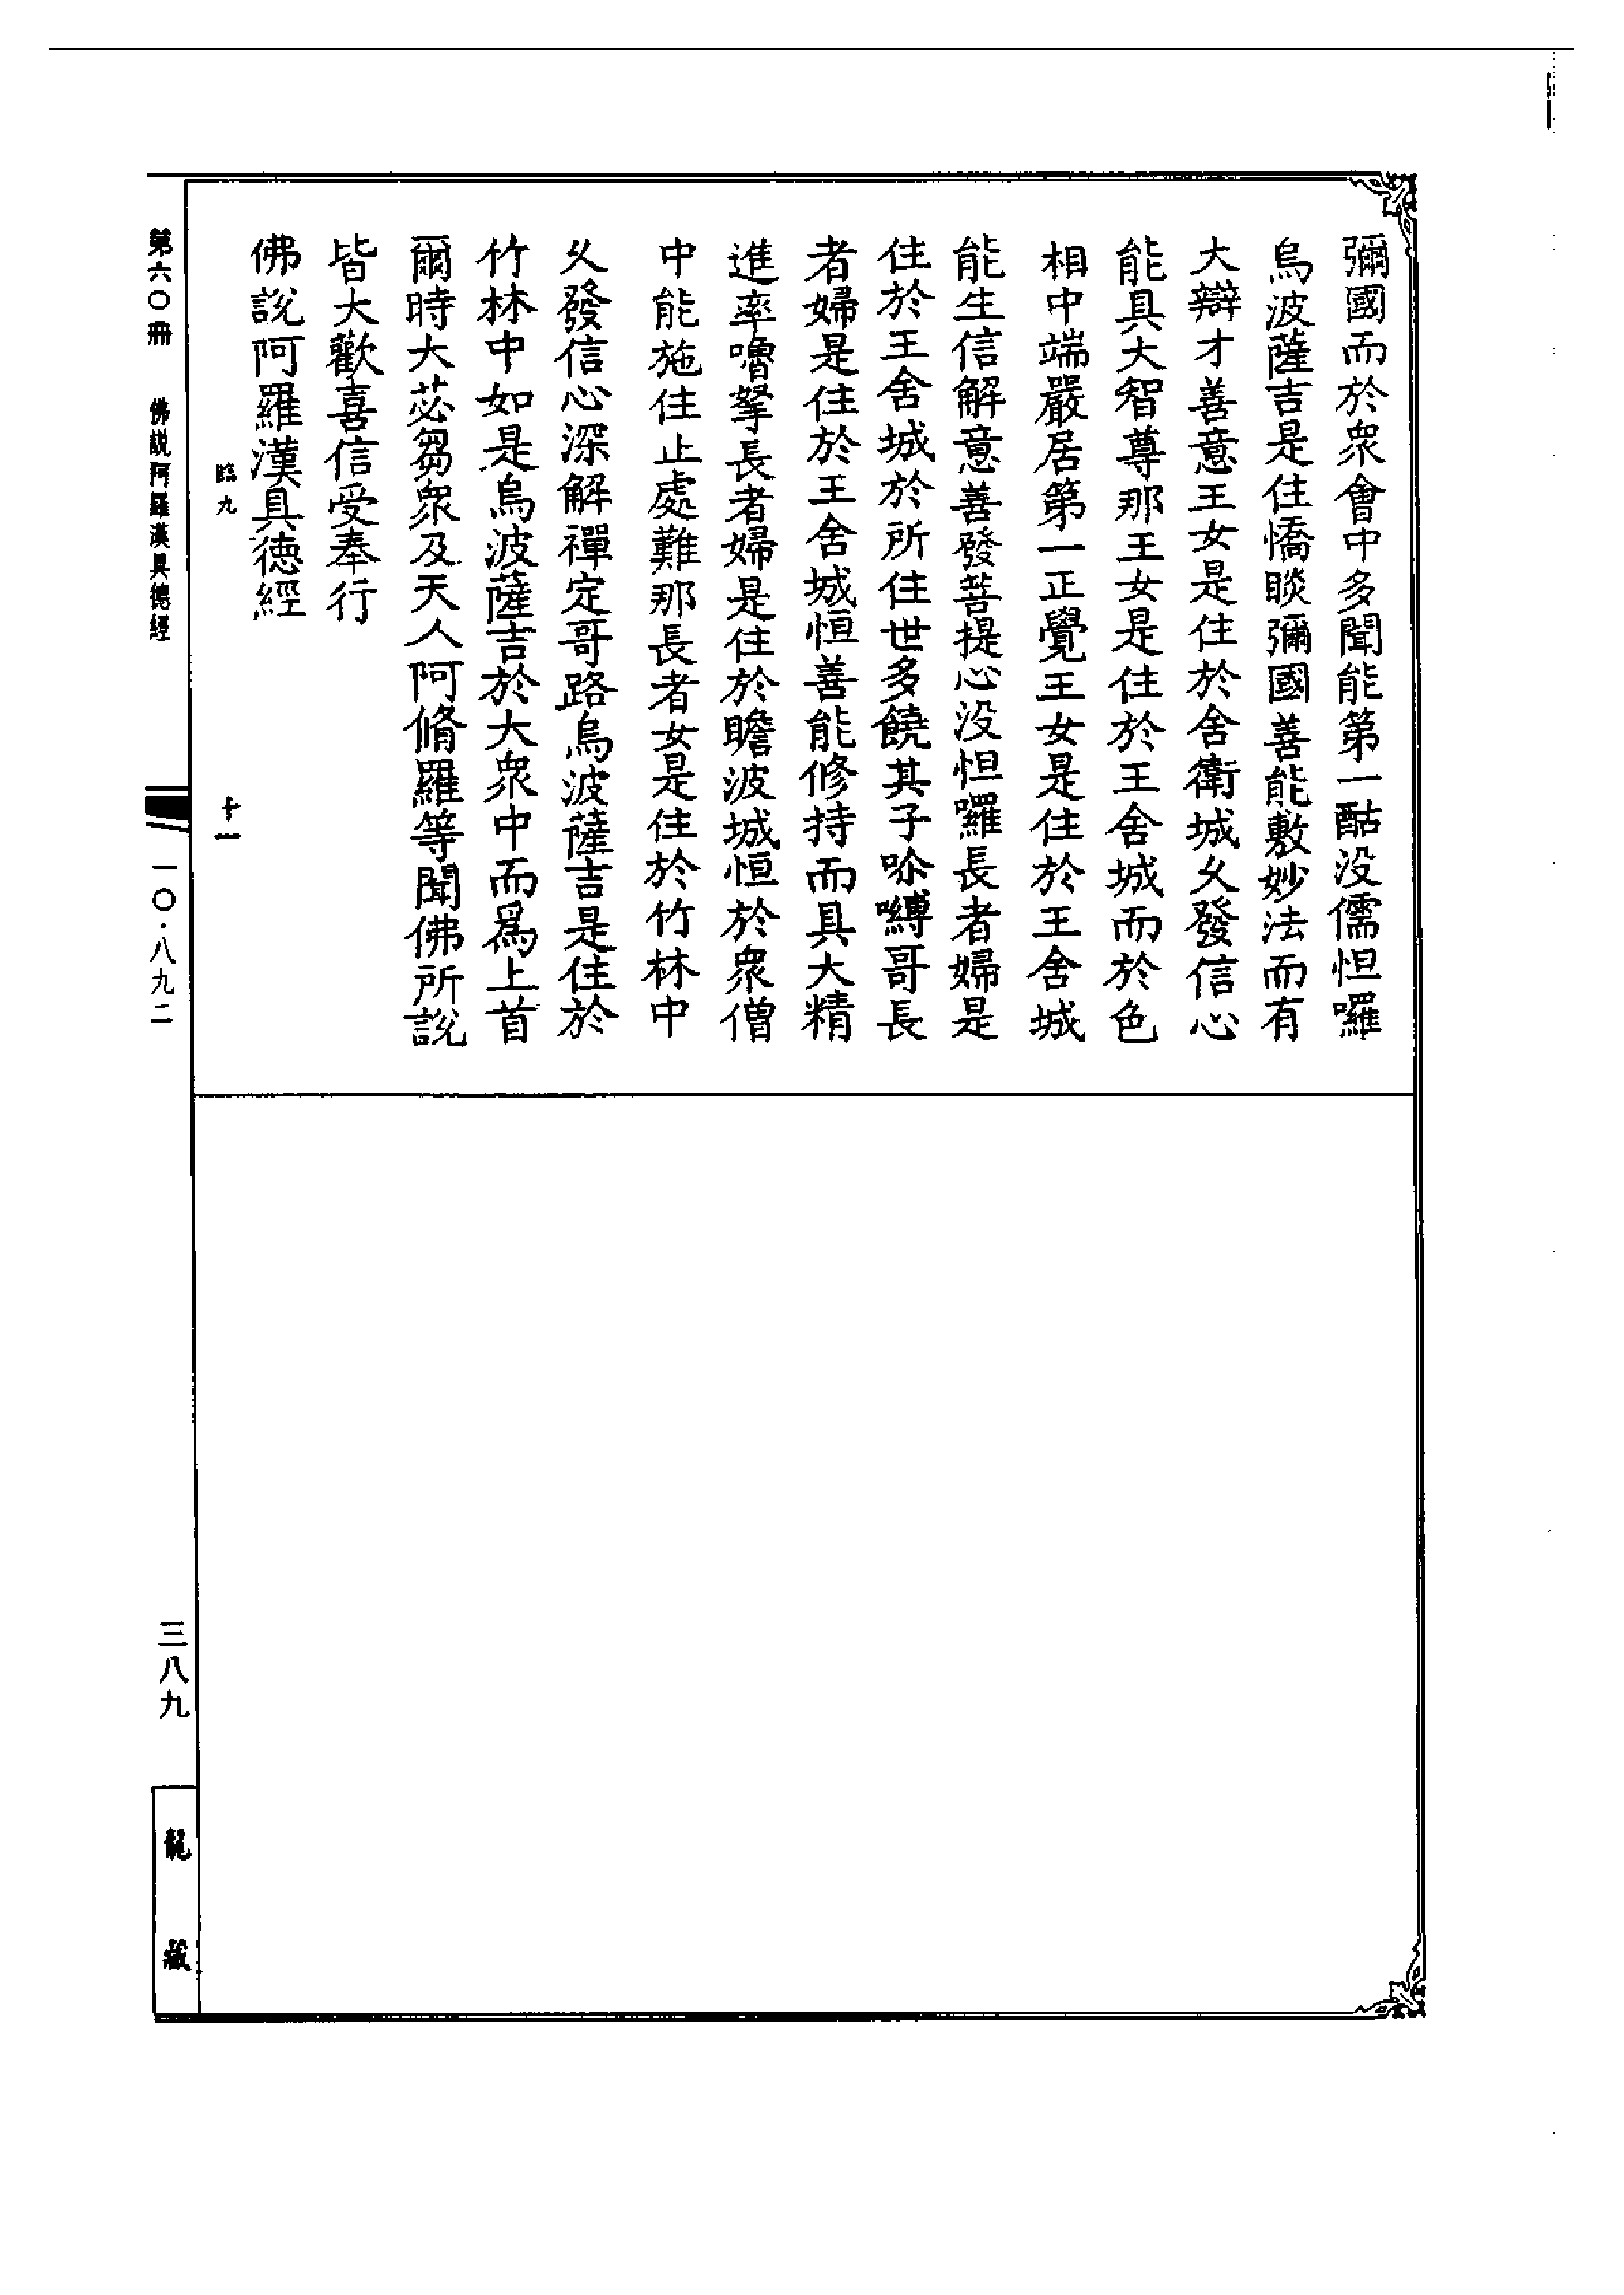 彌國而於衆會中多聞能第一酤没儒怛囉
烏波薩吉是住憍睒彌國善能敷妙法而有
大辯才善意王女是住於舍衛城久發信心
能具大智尊那王女是住於王舍城而於色
相中端嚴居第一正覺王女是住於王舍城
能生信解意善發菩提心没怛囉長者婦是
住於王舍城於所住世多饒其子哧嚩哥長
者婦是住於王舍城恒善能修持而具大精
進率嚕拏長者婦是住於瞻波城恒於衆僧
中能施住止處難那長者女是住於竹林中
久發信心深解禪定哥路烏波薩吉是住於
竹林中如是烏波薩吉於大衆中而爲上首
爾時大苾芻衆及天人阿脩羅等聞佛所說
皆大歡喜信受奉行
佛說阿羅漢具德經
臨九 十一
第六〇冊 佛説阿羅漢具德經 一〇·八九二 三八九
龍藏